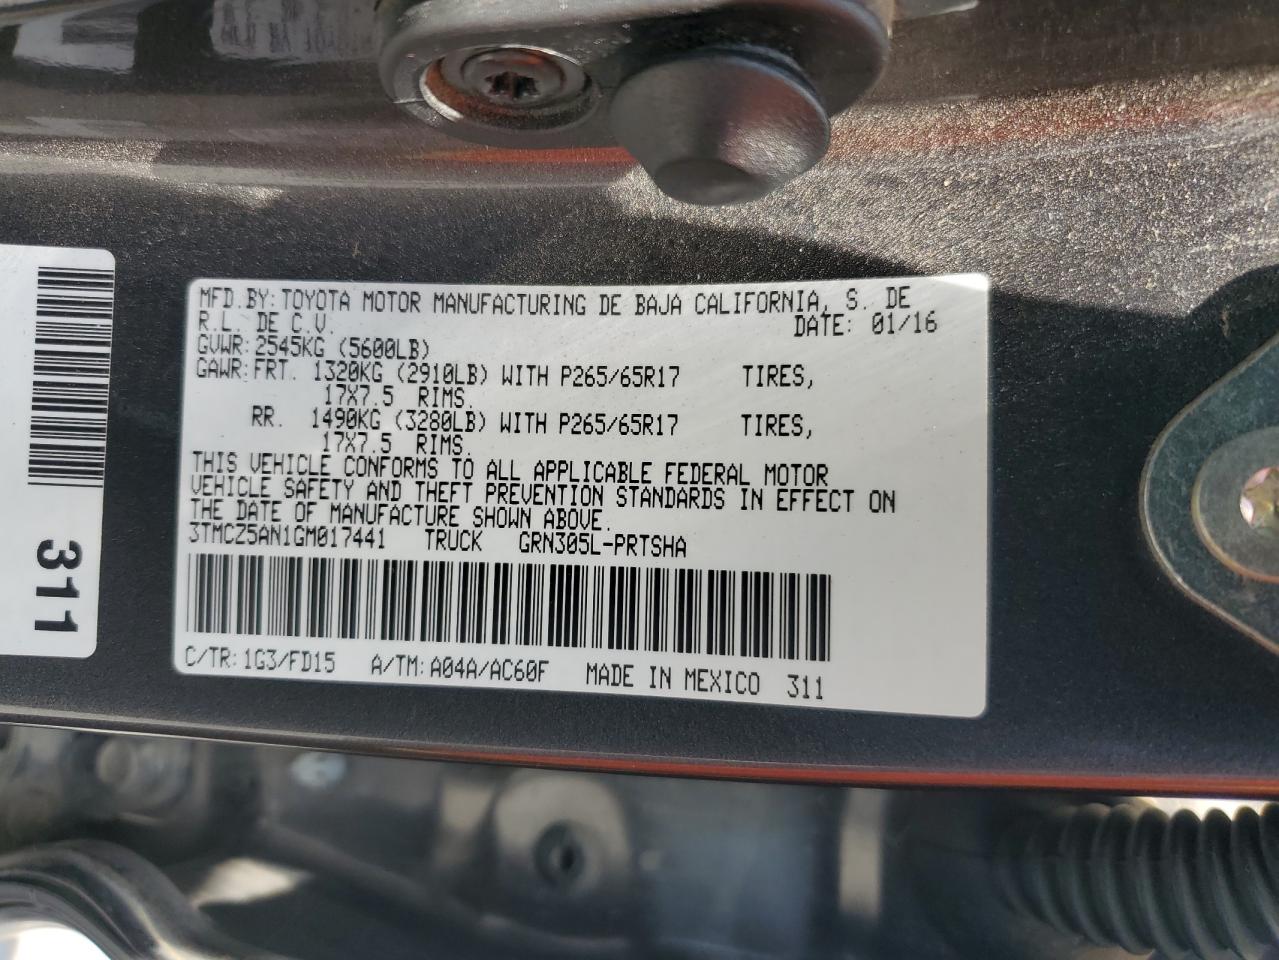 MFD.BY:TOYOTA MOTOR MANUFACTURING DE BAJA CALIFORNIA, S. DE
R.L. DE C.V. DATE: 01/16
GVWR:2545KG (5600LB)
GAWR:FRT. 1320KG (2910LB) WITH P265/65R17 TIRES,
17X7.5 RIMS.
RR. 1490KG (3280LB) WITH P265/65R17 TIRES,
17X7.5 RIMS.
THIS VEHICLE CONFORMS TO ALL APPLICABLE FEDERAL MOTOR
VEHICLE SAFETY AND THEFT PREVENTION STANDARDS IN EFFECT ON
THE DATE OF MANUFACTURE SHOWN ABOVE.
3TMCZ5AN1GM017441 TRUCK GRN305L-PRTSHA
C/TR:1G3/FD15 A/TM:A04A/AC60F MADE IN MEXICO 311
311